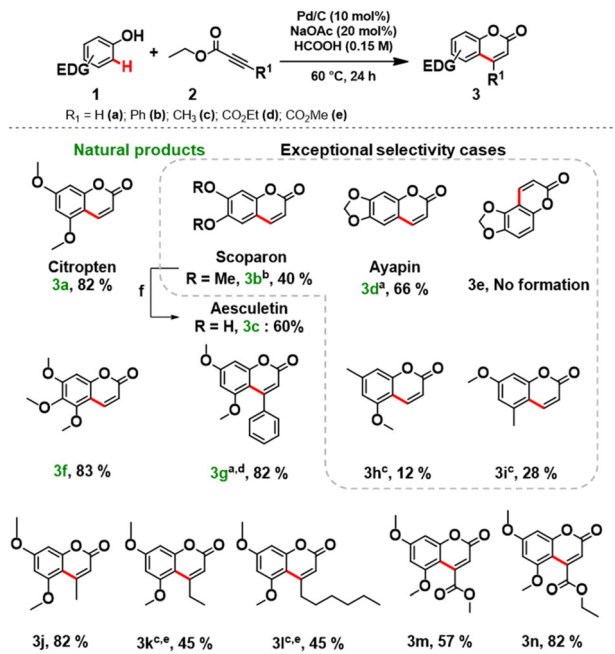 Pd/C (10 mol%)
NaOAc (20 mol%)
HCOOH (0.15 M)
60 °C, 24 h
OH
EDG
H
1
+
O
O
R¹
2
O
O
EDG
R¹
3
R₁ = H (a); Ph (b); CH₃ (c); CO₂Et (d); CO₂Me (e)
Natural products
Exceptional selectivity cases
O
O
O
O
Citropten
3a, 82 %
RO
RO
O
O
Scoparon
R = Me, 3bᵇ, 40 %
f
Aesculetin
R = H, 3c : 60%
O
O
O
O
Ayapin
3dᵃ, 66 %
O
O
O
O
3e, No formation
O
O
O
O
O
3f, 83 %
O
O
O
O
3gᵃ,ᵈ, 82 %
O
O
O
3hᶜ, 12 %
O
O
O
3iᶜ, 28 %
O
O
O
O
3j, 82 %
O
O
O
O
3kᶜ,ᵉ, 45 %
O
O
O
O
3lᶜ,ᵉ, 45 %
O
O
O
O
O
O
3m, 57 %
O
O
O
O
O
O
3n, 82 %